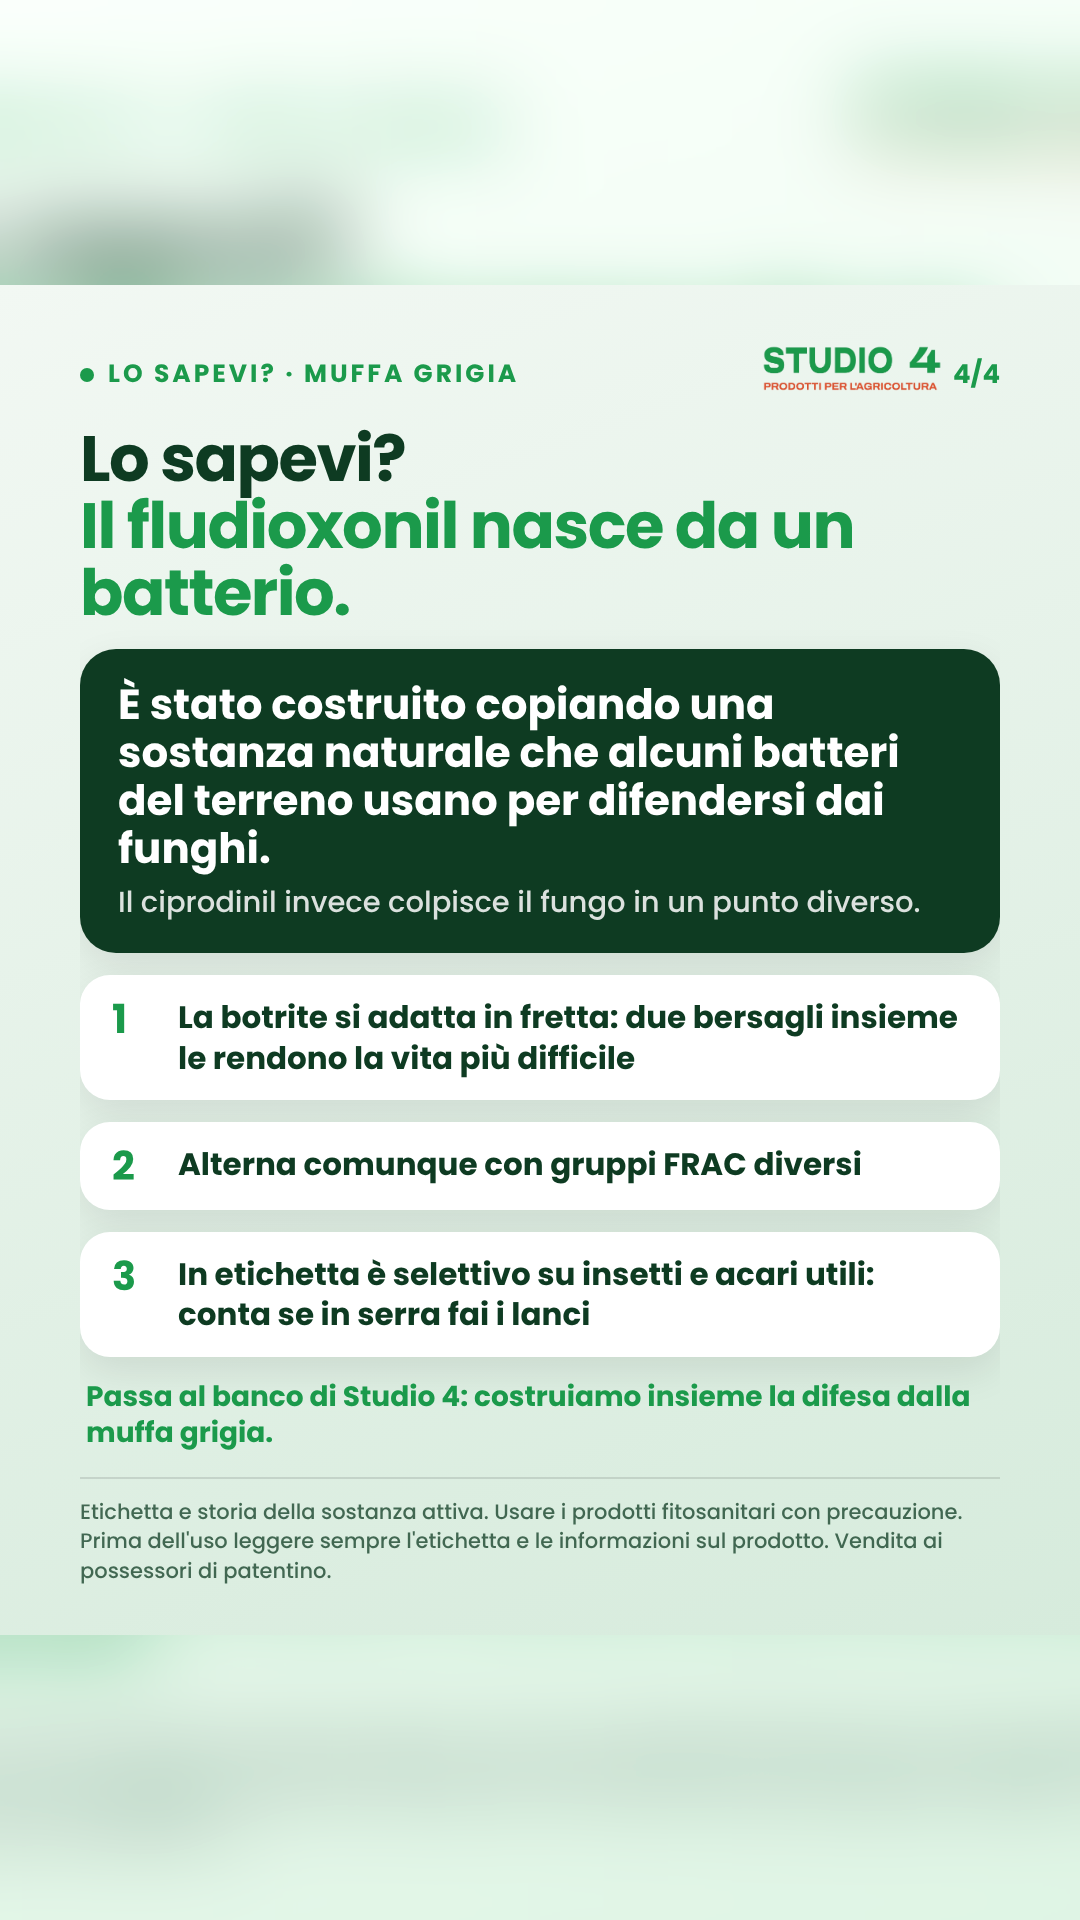 LO SAPEVI? · MUFFA GRIGIA
STUDIO 4
PRODOTTI PER L'AGRICOLTURA
4/4
Lo sapevi?
Il fludioxonil nasce da un
batterio.
È stato costruito copiando una
sostanza naturale che alcuni batteri
del terreno usano per difendersi dai
funghi.
Il ciprodinil invece colpisce il fungo in un punto diverso.
1 La botrite si adatta in fretta: due bersagli insieme
le rendono la vita più difficile
2 Alterna comunque con gruppi FRAC diversi
3 In etichetta è selettivo su insetti e acari utili:
conta se in serra fai i lanci
Passa al banco di Studio 4: costruiamo insieme la difesa dalla
muffa grigia.
Etichetta e storia della sostanza attiva. Usare i prodotti fitosanitari con precauzione.
Prima dell'uso leggere sempre l'etichetta e le informazioni sul prodotto. Vendita ai
possessori di patentino.